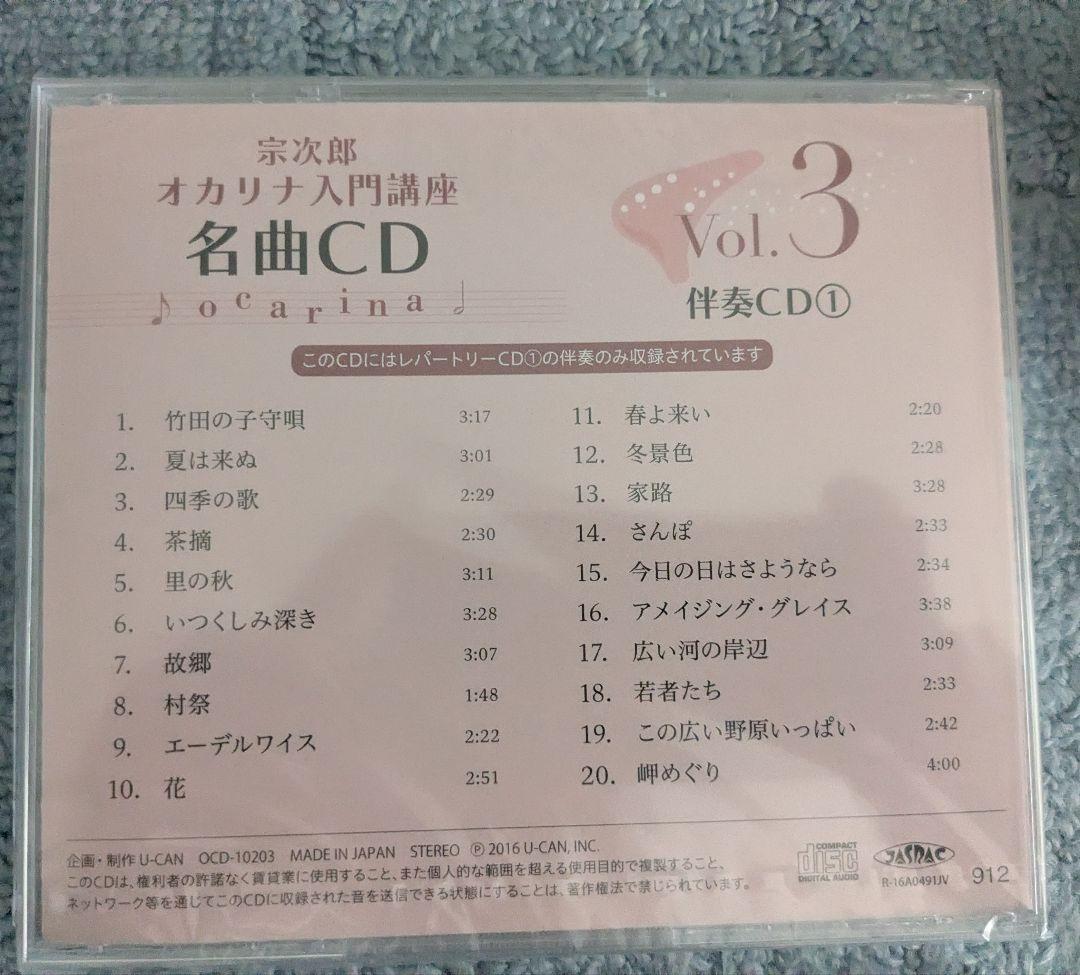 宗次郎
オカリナ入門講座
名曲CD
ocarina
Vol.3
伴奏CD①
このCDにはレパートリーCD①の伴奏のみ収録されています
1. 竹田の子守唄 3:17
2. 夏は来ぬ 3:01
3. 四季の歌 2:29
4. 茶摘 2:30
5. 里の秋 3:11
6. いつくしみ深き 3:28
7. 故郷 3:07
8. 村祭 1:48
9. エーデルワイス 2:22
10. 花 2:51
11. 春よ来い 2:20
12. 冬景色 2:28
13. 家路 3:28
14. さんぽ 2:33
15. 今日の日はさようなら 2:34
16. アメイジング・グレイス 3:38
17. 広い河の岸辺 3:09
18. 若者たち 2:33
19. この広い野原いっぱい 2:42
20. 岬めぐり 4:00
企画・制作 U-CAN OCD-10203 MADE IN JAPAN STEREO Ⓟ 2016 U-CAN, INC.
このCDは、権利者の許諾なく賃貸業に使用すること、また個人的な範囲を超える使用目的で複製すること、
ネットワーク等を通じてこのCDに収録された音を送信できる状態にすることは、著作権法で禁じられています。
COMPACT
disc
DIGITAL AUDIO
JASRAC
R-16A0491JV
912